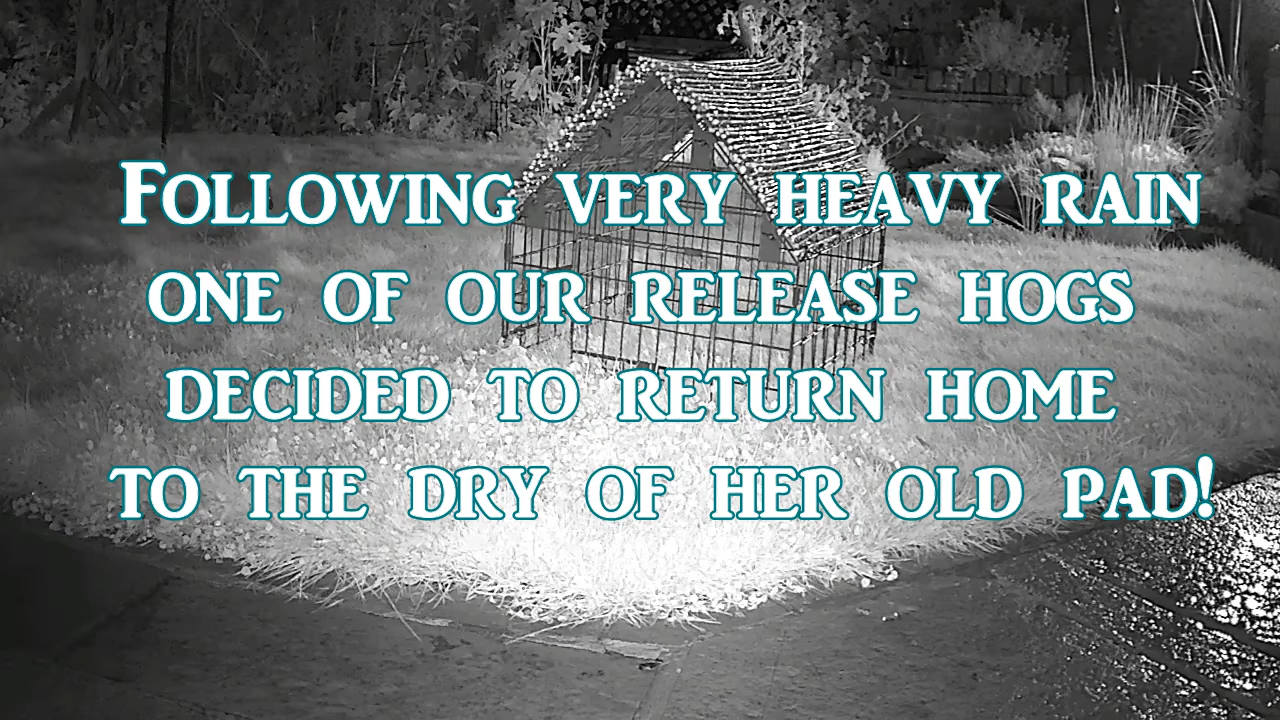 Following very heavy rain
one of our release hogs
decided to return home
to the dry of her old pad!